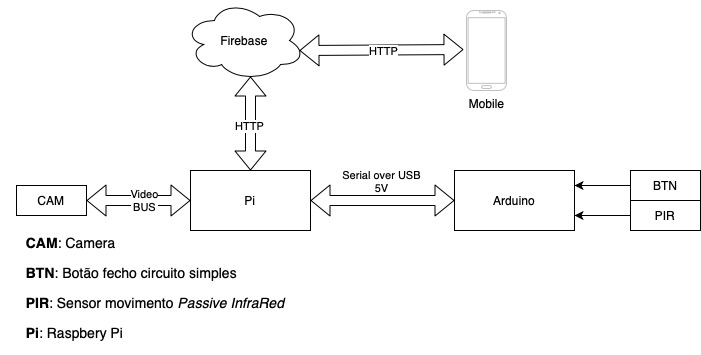 Firebase
HTTP
Mobile
HTTP
Serial over USB
5V
CAM
Video
BUS
Pi
Arduino
BTN
PIR
CAM: Camera
BTN: Botão fecho circuito simples
PIR: Sensor movimento Passive InfraRed
Pi: Raspbery Pi